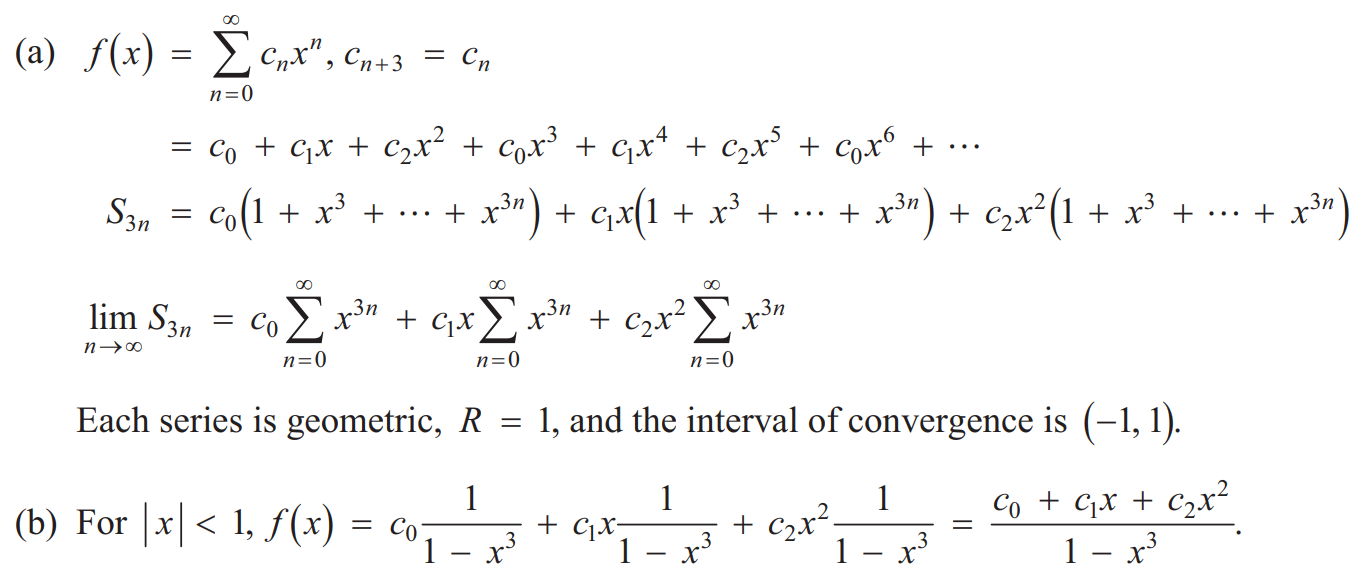 (a) f(x) = ∑_{n=0}^{∞} c_n x^n, c_{n+3} = c_n
= c_0 + c_1x + c_2x^2 + c_0x^3 + c_1x^4 + c_2x^5 + c_0x^6 + ⋯
S_{3n} = c_0(1 + x^3 + ⋯ + x^{3n}) + c_1x(1 + x^3 + ⋯ + x^{3n}) + c_2x^2(1 + x^3 + ⋯ + x^{3n})
lim_{n→∞} S_{3n} = c_0 ∑_{n=0}^{∞} x^{3n} + c_1x ∑_{n=0}^{∞} x^{3n} + c_2x^2 ∑_{n=0}^{∞} x^{3n}
Each series is geometric, R = 1, and the interval of convergence is (−1, 1).
(b) For |x| < 1, f(x) = c_0 \frac{1}{1 − x^3} + c_1x \frac{1}{1 − x^3} + c_2x^2 \frac{1}{1 − x^3} = \frac{c_0 + c_1x + c_2x^2}{1 − x^3}.